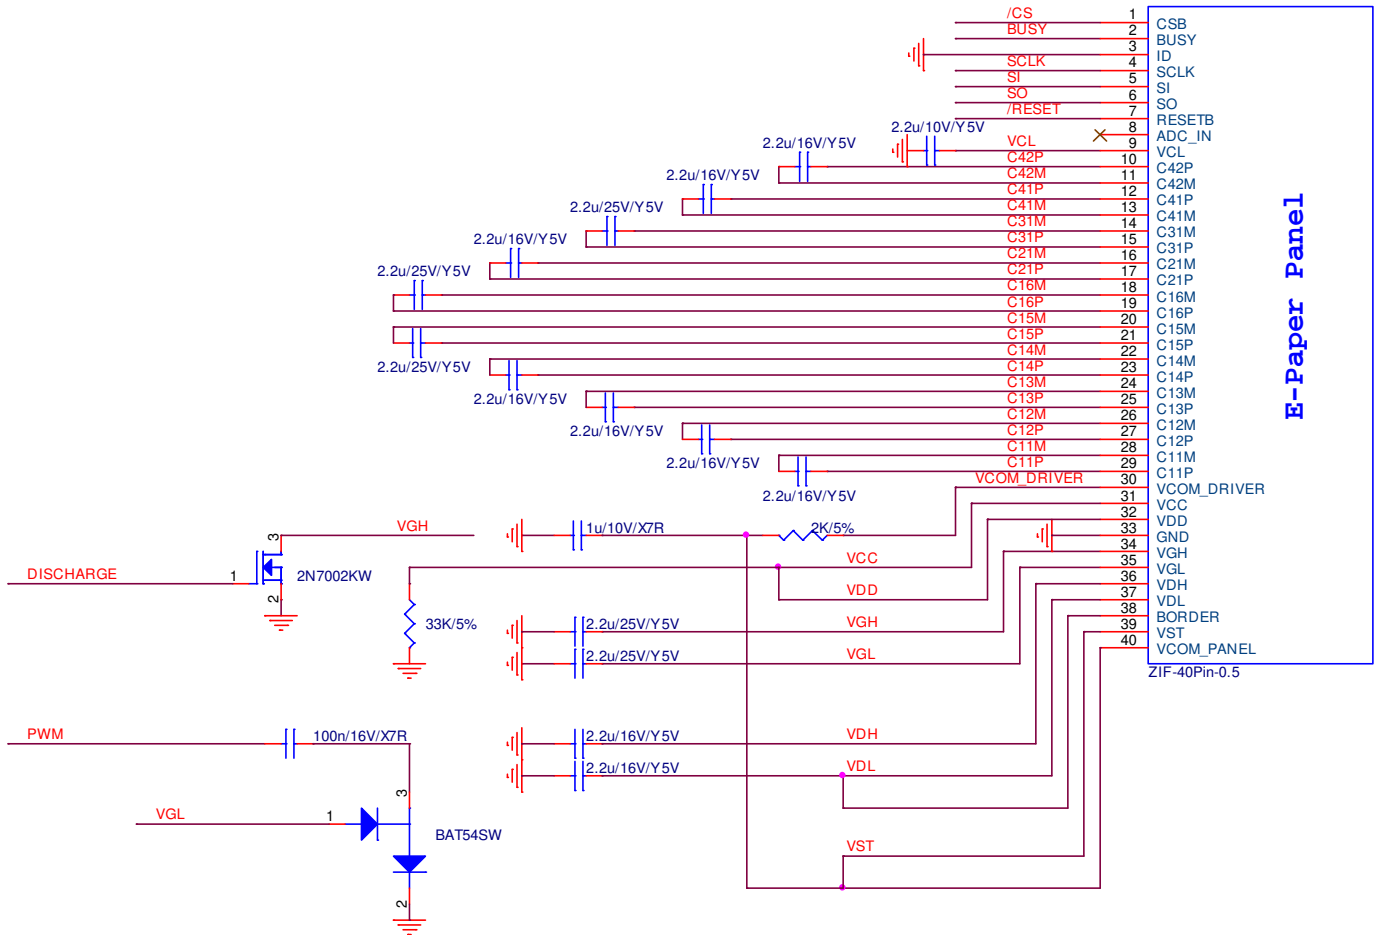 /CS 1 CSB
BUSY 2 BUSY
3 ID
SCLK 4 SCLK
SI 5 SI
SO 6 SO
/RESET 7 RESETB
8 ADC_IN
2.2u/10V/Y5V
VCL 9 VCL
2.2u/16V/Y5V
C42P 10 C42P
C42M 11 C42M
2.2u/16V/Y5V
C41P 12 C41P
C41M 13 C41M
2.2u/25V/Y5V
C31M 14 C31M
C31P 15 C31P
2.2u/16V/Y5V
C21M 16 C21M
C21P 17 C21P
2.2u/25V/Y5V
C16M 18 C16M
C16P 19 C16P
C15M 20 C15M
C15P 21 C15P
2.2u/25V/Y5V
C14M 22 C14M
C14P 23 C14P
2.2u/16V/Y5V
C13M 24 C13M
C13P 25 C13P
2.2u/16V/Y5V
C12M 26 C12M
C12P 27 C12P
2.2u/16V/Y5V
C11M 28 C11M
C11P 29 C11P
2.2u/16V/Y5V
VCOM_DRIVER 30 VCOM_DRIVER
31 VCC
32 VDD
33 GND
34 VGH
35 VGL
36 VDH
37 VDL
38 BORDER
39 VST
40 VCOM_PANEL
E-Paper Panel
ZIF-40Pin-0.5
VGH
1u/10V/X7R
2K/5%
3
DISCHARGE
1
2N7002KW
2
VCC
VDD
33K/5%
2.2u/25V/Y5V
VGH
2.2u/25V/Y5V
VGL
PWM
100n/16V/X7R
2.2u/16V/Y5V
VDH
2.2u/16V/Y5V
VDL
3
VGL
1
BAT54SW
2
VST